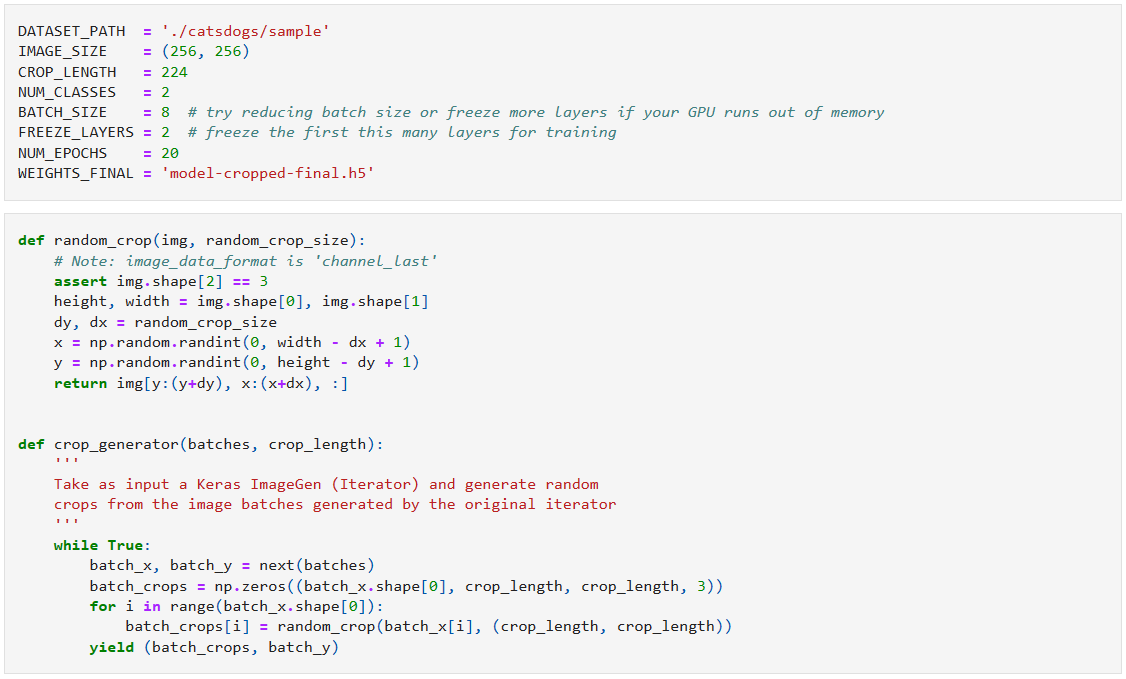 DATASET_PATH  = './catsdogs/sample'
IMAGE_SIZE    = (256, 256)
CROP_LENGTH   = 224
NUM_CLASSES   = 2
BATCH_SIZE    = 8  # try reducing batch size or freeze more layers if your GPU runs out of memory
FREEZE_LAYERS = 2  # freeze the first this many layers for training
NUM_EPOCHS    = 20
WEIGHTS_FINAL = 'model-cropped-final.h5'
def random_crop(img, random_crop_size):
    # Note: image_data_format is 'channel_last'
    assert img.shape[2] == 3
    height, width = img.shape[0], img.shape[1]
    dy, dx = random_crop_size
    x = np.random.randint(0, width - dx + 1)
    y = np.random.randint(0, height - dy + 1)
    return img[y:(y+dy), x:(x+dx), :]
def crop_generator(batches, crop_length):
    '''
    Take as input a Keras ImageGen (Iterator) and generate random
    crops from the image batches generated by the original iterator
    '''
    while True:
        batch_x, batch_y = next(batches)
        batch_crops = np.zeros((batch_x.shape[0], crop_length, crop_length, 3))
        for i in range(batch_x.shape[0]):
            batch_crops[i] = random_crop(batch_x[i], (crop_length, crop_length))
        yield (batch_crops, batch_y)